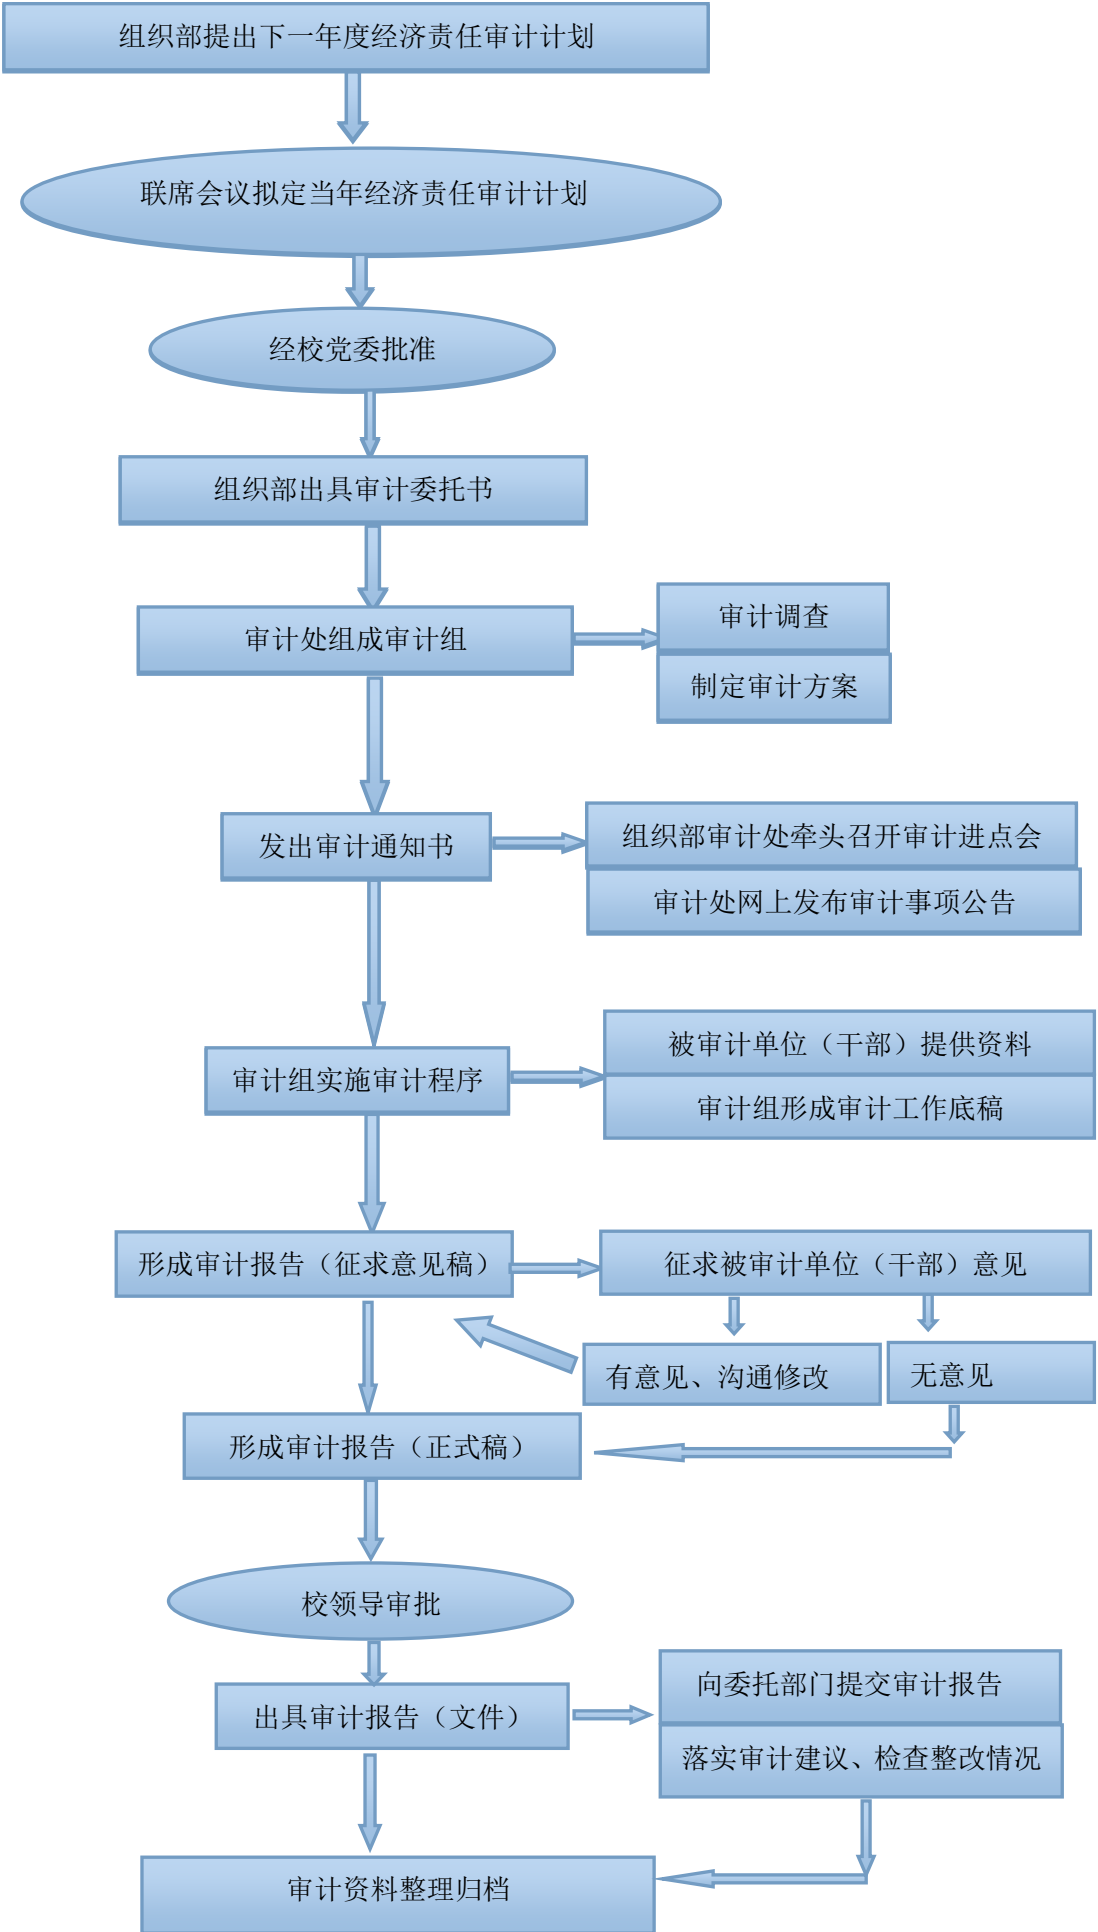 组织部提出下一年度经济责任审计计划
联席会议拟定当年经济责任审计计划
经校党委批准
组织部出具审计委托书
审计处组成审计组
审计调查
制定审计方案
发出审计通知书
组织部审计处牵头召开审计进点会
审计处网上发布审计事项公告
审计组实施审计程序
被审计单位（干部）提供资料
审计组形成审计工作底稿
形成审计报告（征求意见稿）
征求被审计单位（干部）意见
有意见、沟通修改
无意见
形成审计报告（正式稿）
校领导审批
出具审计报告（文件）
向委托部门提交审计报告
落实审计建议、检查整改情况
审计资料整理归档